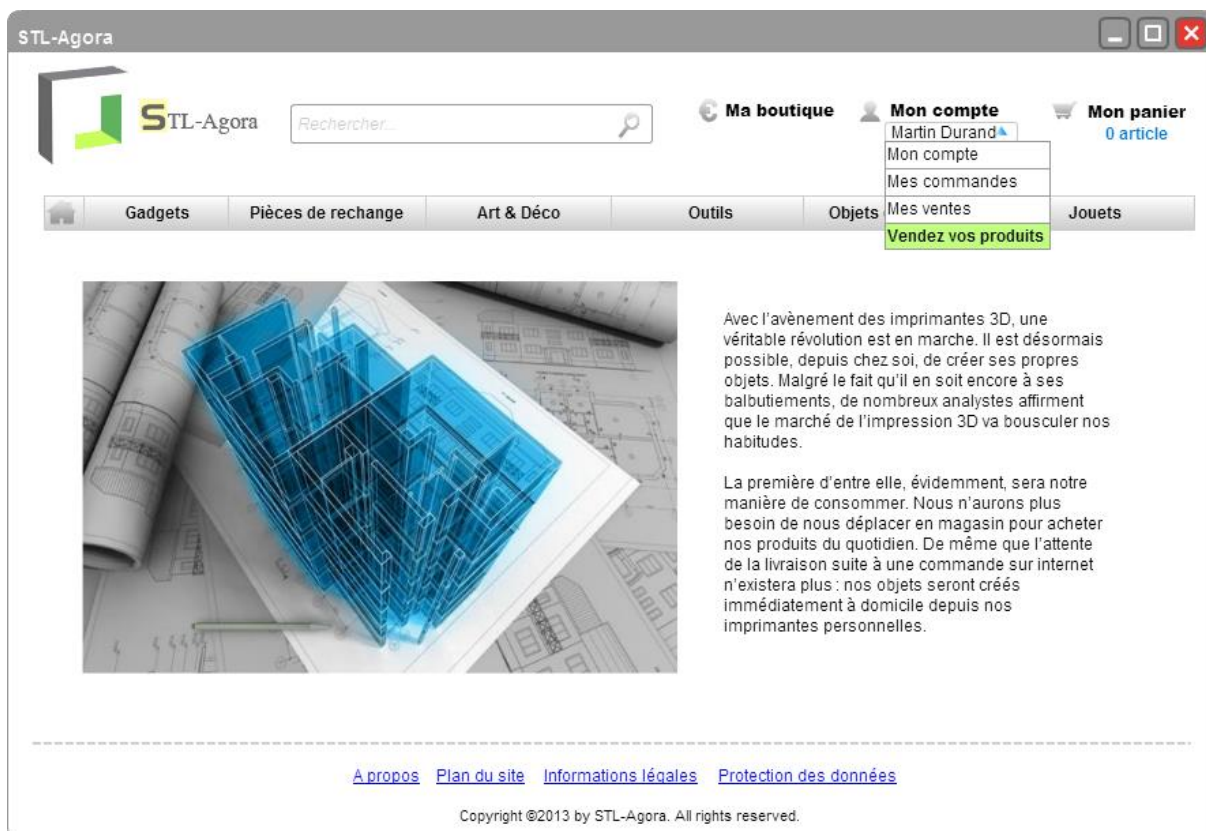 STL-Agora
STL-Agora
Rechercher...
Ma boutique
Mon compte
Mon panier
Martin Durand
0 article
Mon compte
Mes commandes
Mes ventes
Vendez vos produits
Gadgets
Pièces de rechange
Art & Déco
Outils
Objets
Jouets
Avec l'avènement des imprimantes 3D, une
véritable révolution est en marche. Il est désormais
possible, depuis chez soi, de créer ses propres
objets. Malgré le fait qu'il en soit encore à ses
balbutiements, de nombreux analystes affirment
que le marché de l'impression 3D va bousculer nos
habitudes.
La première d'entre elle, évidemment, sera notre
manière de consommer. Nous n'aurons plus
besoin de nous déplacer en magasin pour acheter
nos produits du quotidien. De même que l'attente
de la livraison suite à une commande sur internet
n'existera plus : nos objets seront créés
immédiatement à domicile depuis nos
imprimantes personnelles.
A propos Plan du site Informations légales Protection des données
Copyright ©2013 by STL-Agora. All rights reserved.